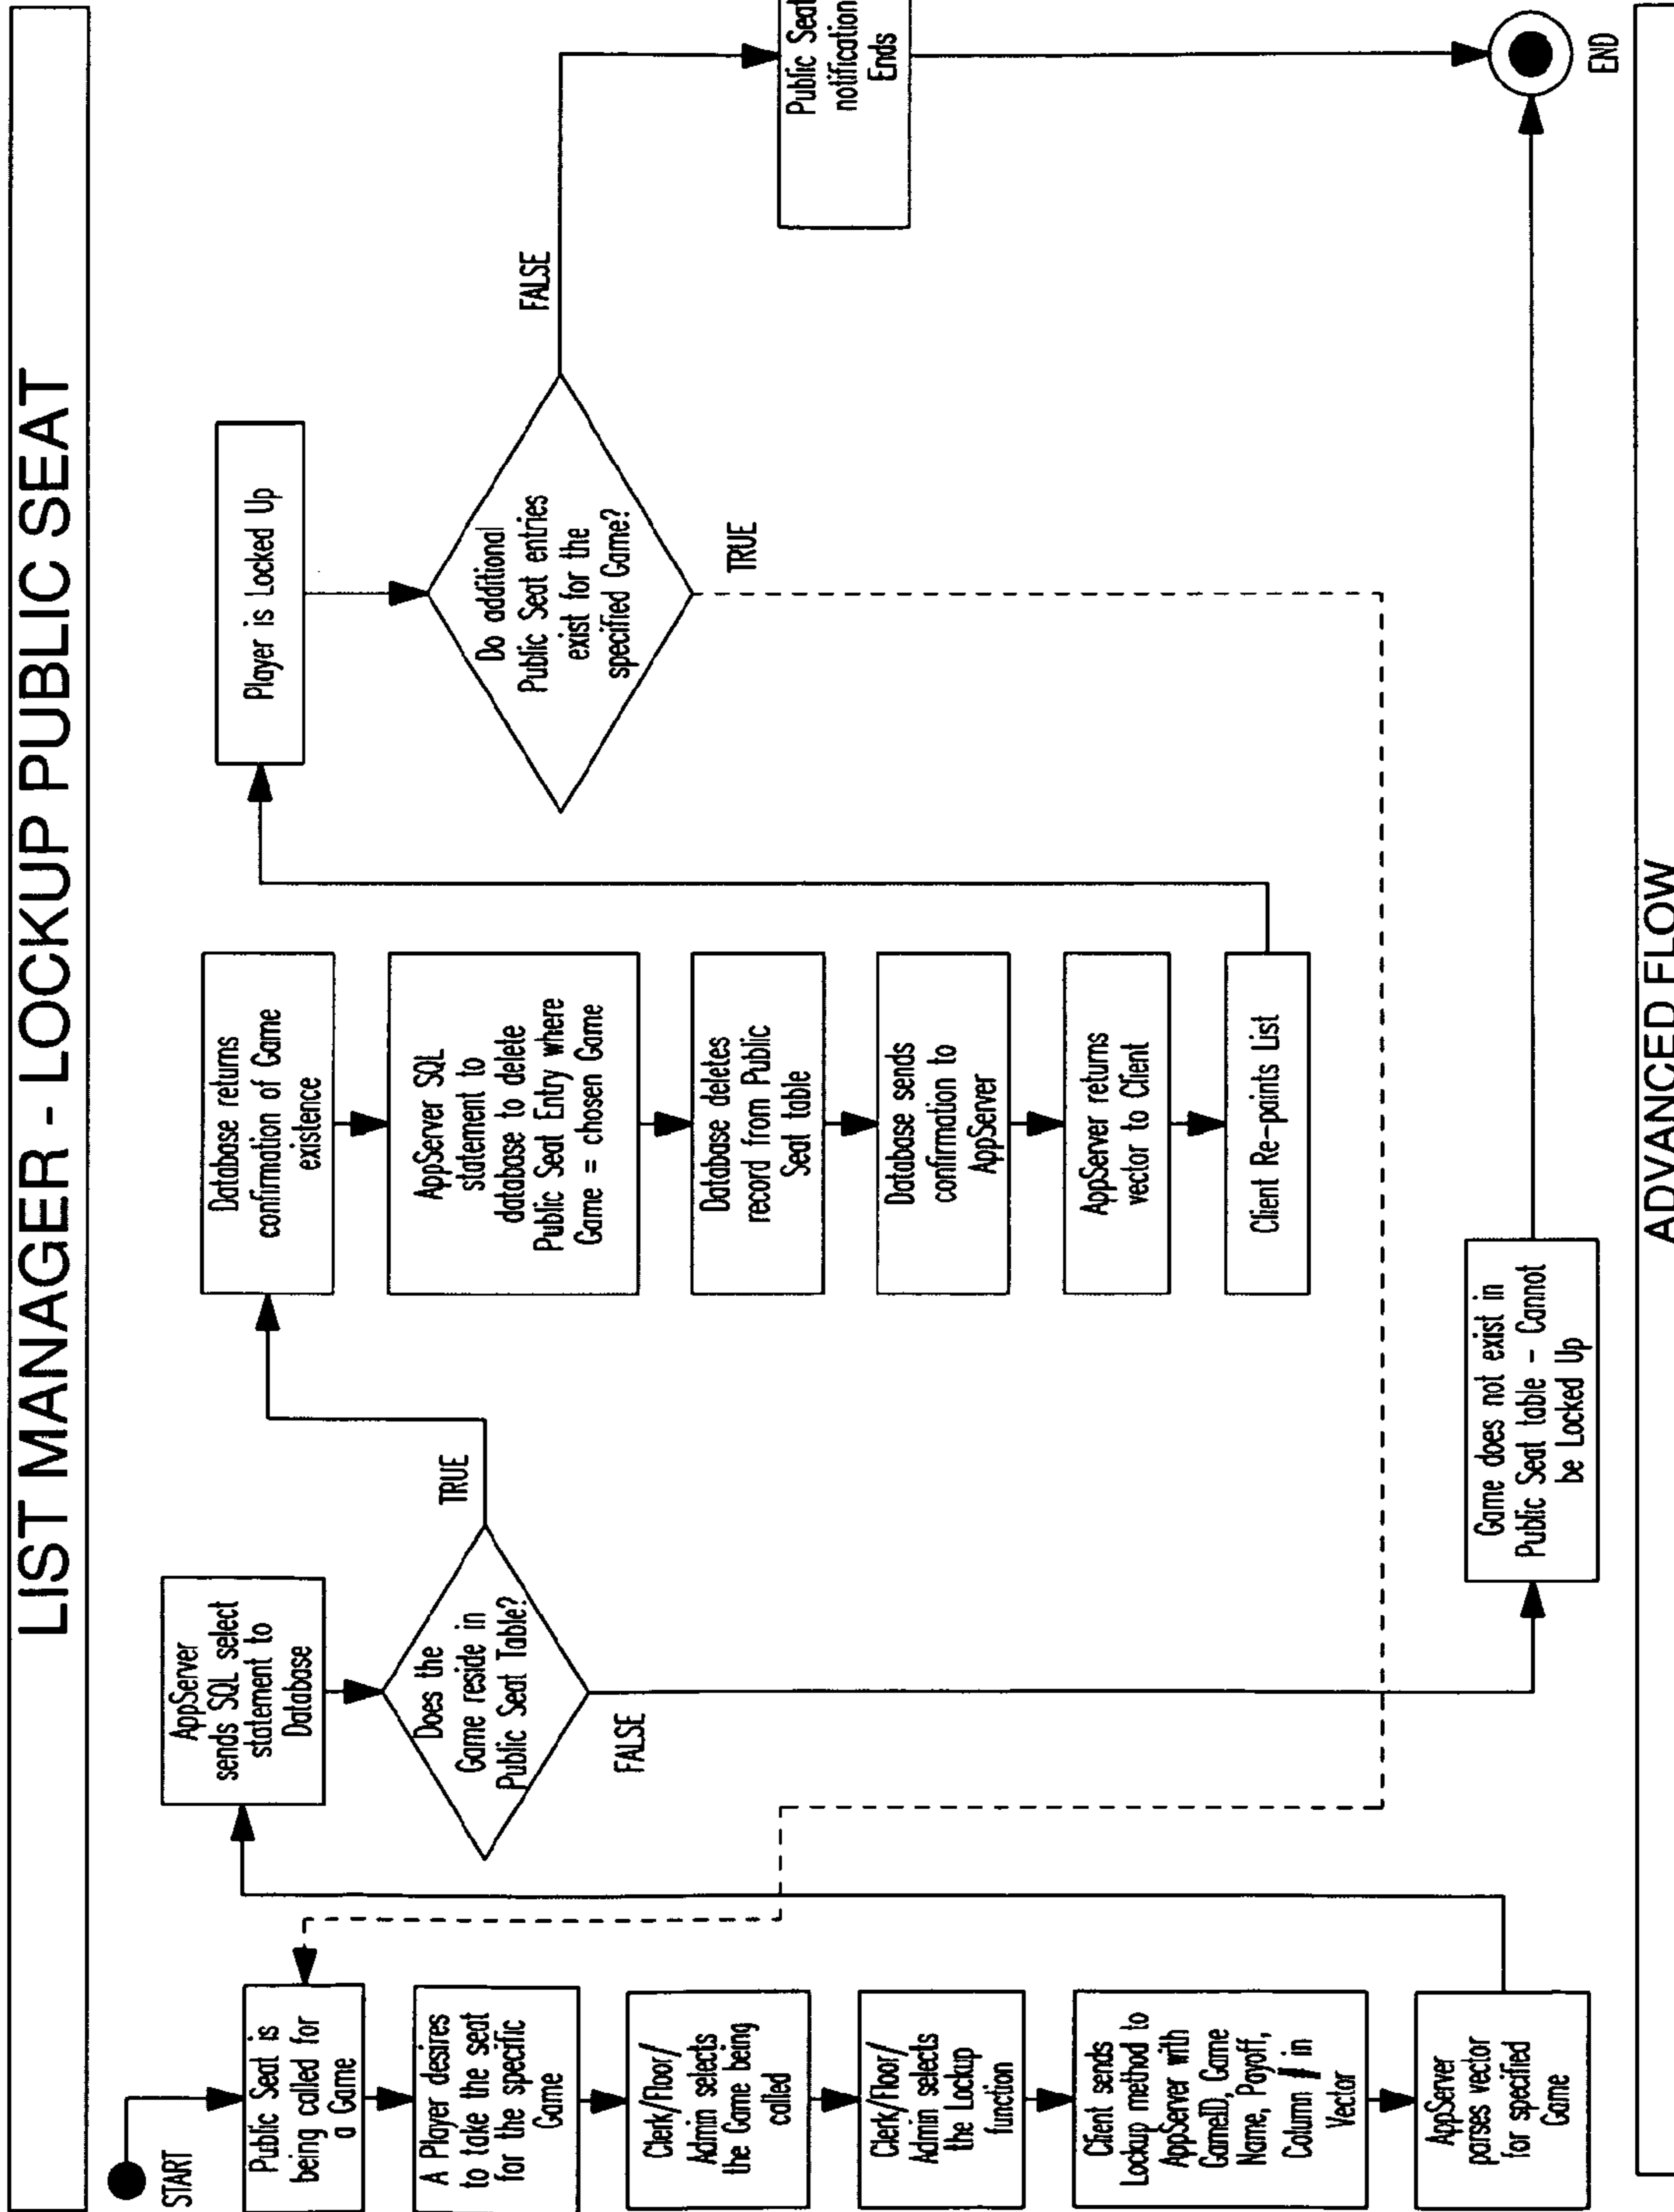 LIST MANAGER - LOCKUP PUBLIC SEAT
START
Public Seat is
being called for
a Game
A Player desires
to take the seat
for the specific
Game
Clerk/Floor/
Admin selects
the Game being
called
Clerk/Floor/
Admin selects
the Lockup
function
Client sends
Lockup method to
AppServer with
GameID, Game
Name, Payoff,
Column # in
Vector
AppServer
parses vector
for specified
Game
AppServer
sends SQL select
statement to
Database
Does the
Game reside in
Public Seat Table?
TRUE
FALSE
Database returns
confirmation of Game
existence
AppServer SQL
statement to
database to delete
Public Seat Entry where
Game = chosen Game
Database deletes
record from Public
Seat table
Database sends
confirmation to
AppServer
AppServer returns
vector to Client
Client Re-paints List
Game does not exist in
Public Seat table - Cannot
be Locked Up
Player is Locked Up
Do additional
Public Seat entries
exist for the
specified Game?
FALSE
TRUE
Public Seat
notification
Ends
END
ADVANCED FLOW